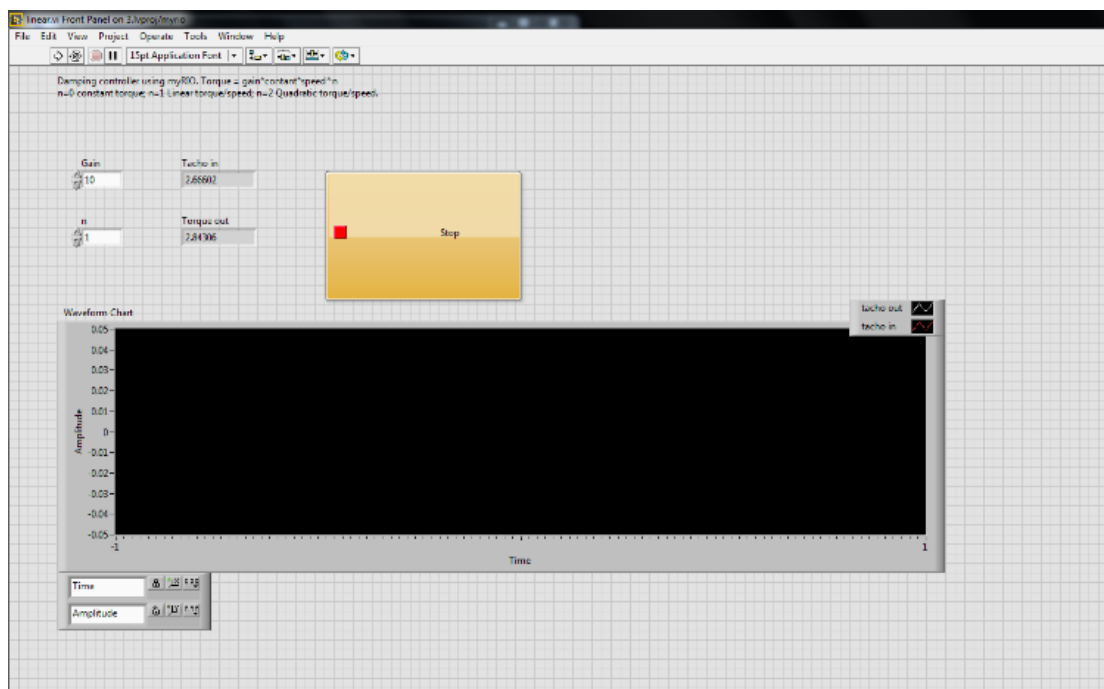 linear.vi Front Panel on 3.lvproj/myrio
File Edit View Project Operate Tools Window Help
15pt Application Font
Damping controller using myRIO. Torque = gain*contant*speed^n
n=0 constant torque; n=1 Linear torque/speed; n=2 Quadratic torque/speed.
Gain
Tacho in
10
2.66602
n
Torque out
1
2.84306
Stop
Waveform Chart
tacho out
tacho in
0.05
0.04
0.03
0.02
0.01
0
-0.01
-0.02
-0.03
-0.04
-0.05
Amplitude
-1
1
Time
Time
Amplitude